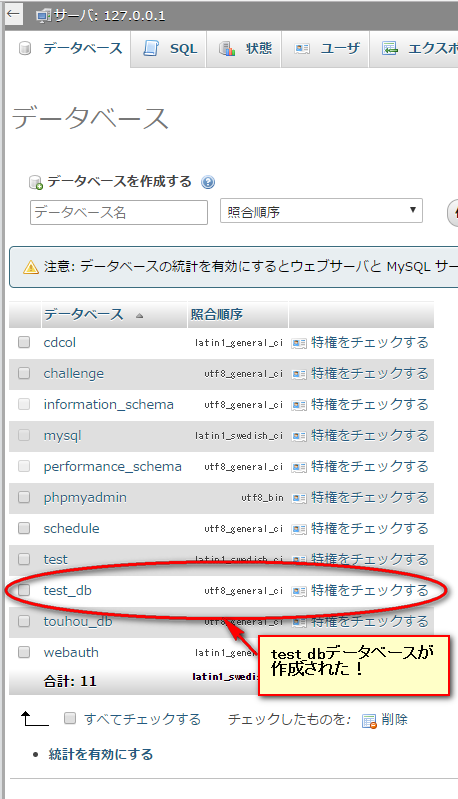 サーバ: 127.0.0.1
データベース SQL 状態 ユーザ エクスポ
データベース
データベースを作成する
データベース名 照合順序
注意: データベースの統計を有効にするとウェブサーバと MySQL サー
データベース 照合順序
cdcol latin1_general_ci 特権をチェックする
challenge utf8_general_ci 特権をチェックする
information_schema utf8_general_ci 特権をチェックする
mysql latin1_swedish_ci 特権をチェックする
performance_schema utf8_general_ci 特権をチェックする
phpmyadmin utf8_bin 特権をチェックする
schedule utf8_general_ci 特権をチェックする
test latin1_swedish_ci 特権をチェックする
test_db utf8_general_ci 特権をチェックする
touhou_db utf8_general_ci 特権をチェックする
webauth latin1_gene
合計: 11 latin1_swedis
test_dbデータベースが
作成された！
すべてチェックする チェックしたものを: 削除
統計を有効にする